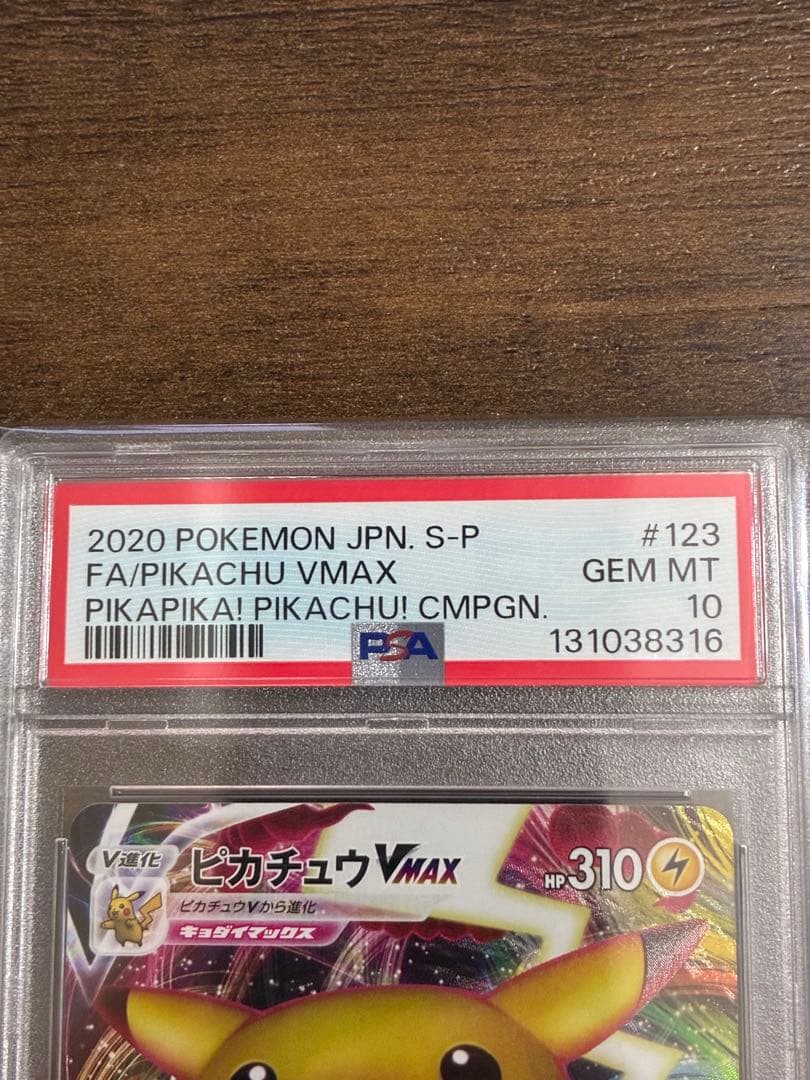 2020 POKEMON JPN. S-P #123
FA/PIKACHU VMAX GEM MT
PIKAPIKA! PIKACHU! CMPGN. 10
PSA 131038316
V進化 ピカチュウVMAX HP310
ピカチュウVから進化
キョダイマックス